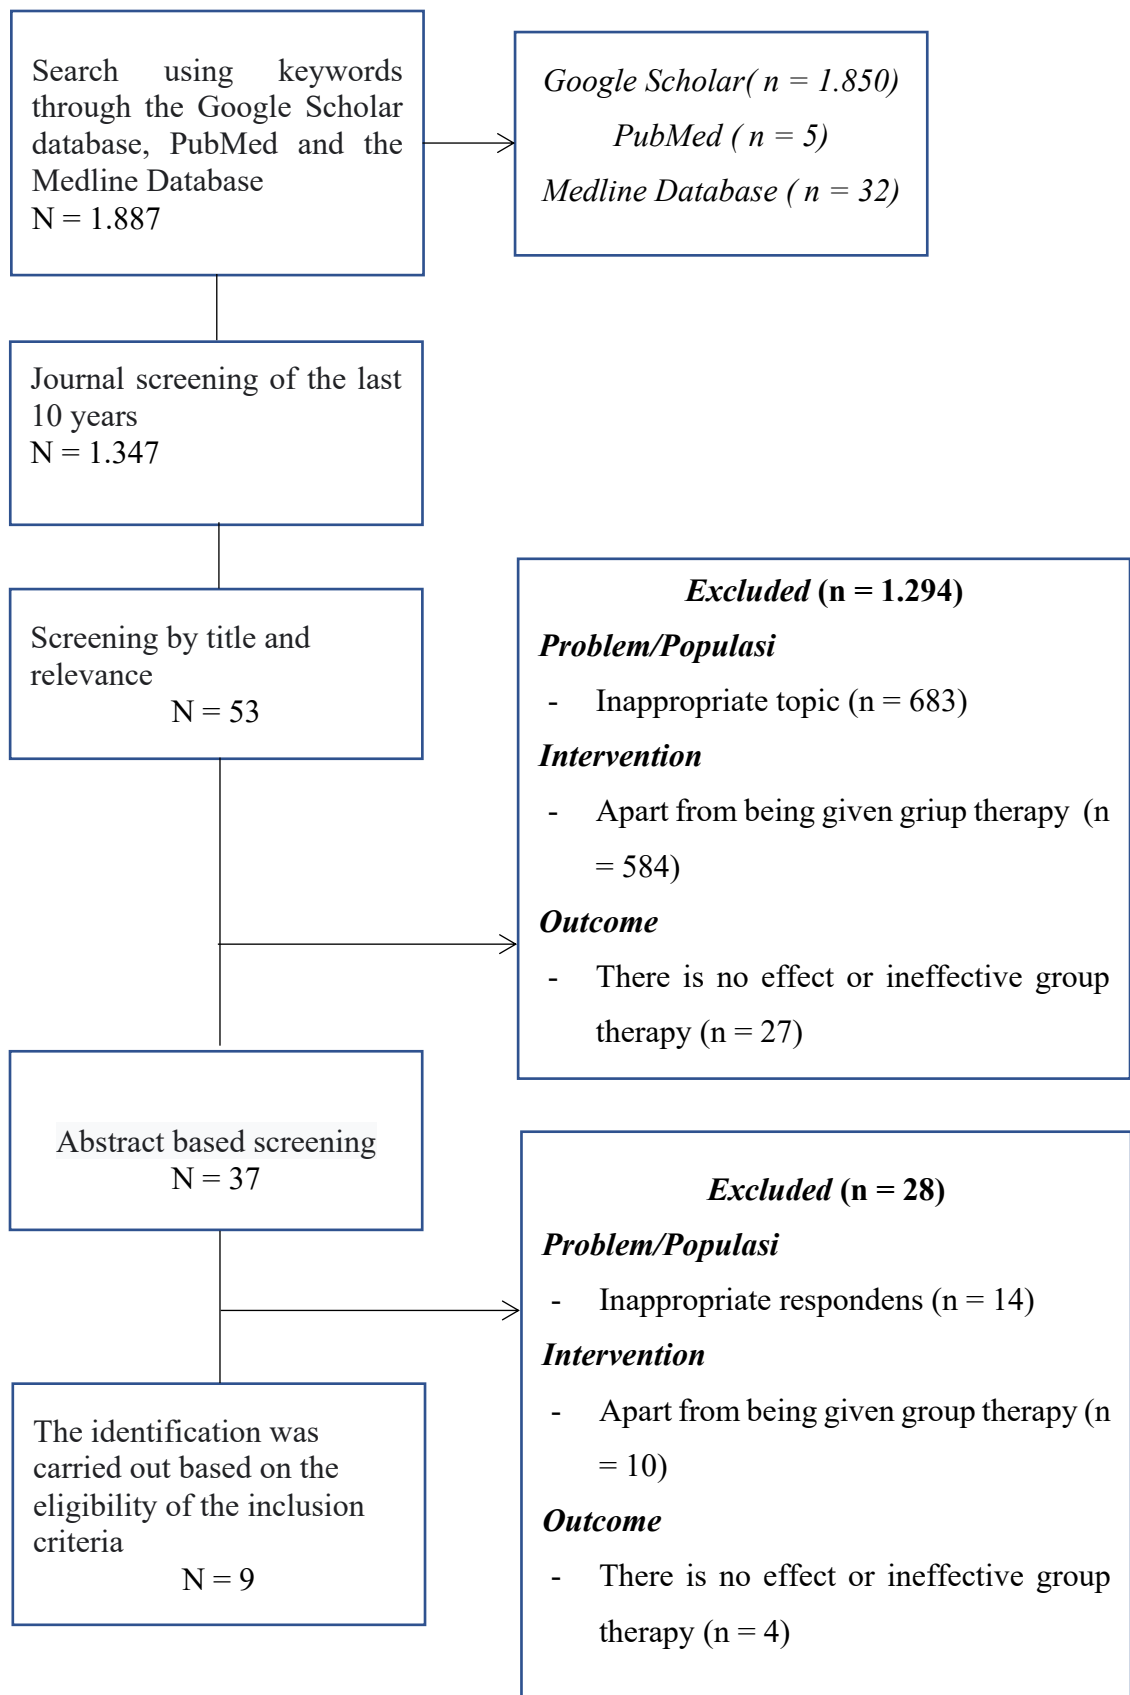 Search using keywords
through the Google Scholar
database, PubMed and the
Medline Database
N = 1.887
Google Scholar( n = 1.850)
PubMed ( n = 5)
Medline Database ( n = 32)
Journal screening of the last
10 years
N = 1.347
Screening by title and
relevance
N = 53
Excluded (n = 1.294)
Problem/Populasi
- Inappropriate topic (n = 683)
Intervention
- Apart from being given griup therapy (n
= 584)
Outcome
- There is no effect or ineffective group
therapy (n = 27)
Abstract based screening
N = 37
Excluded (n = 28)
Problem/Populasi
- Inappropriate respondens (n = 14)
Intervention
- Apart from being given group therapy (n
= 10)
Outcome
- There is no effect or ineffective group
therapy (n = 4)
The identification was
carried out based on the
eligibility of the inclusion
criteria
N = 9